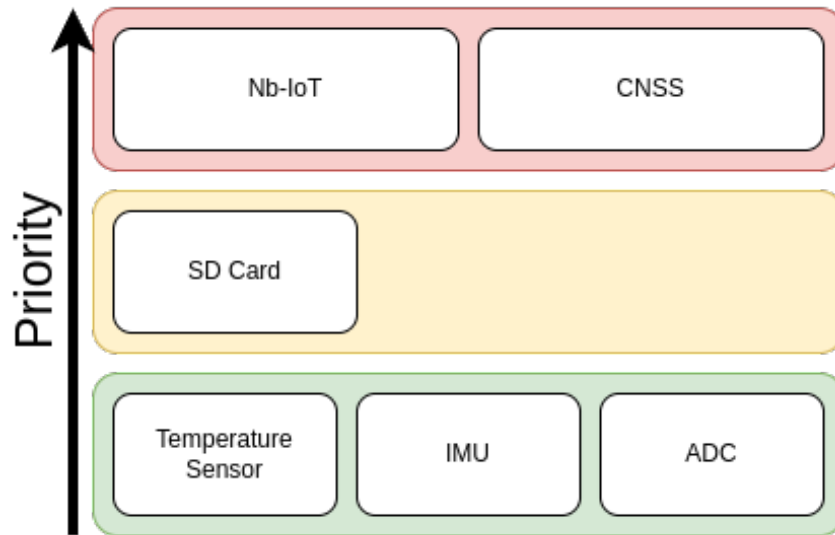 Priority
Nb-IoT
CNSS
SD Card
Temperature
Sensor
IMU
ADC